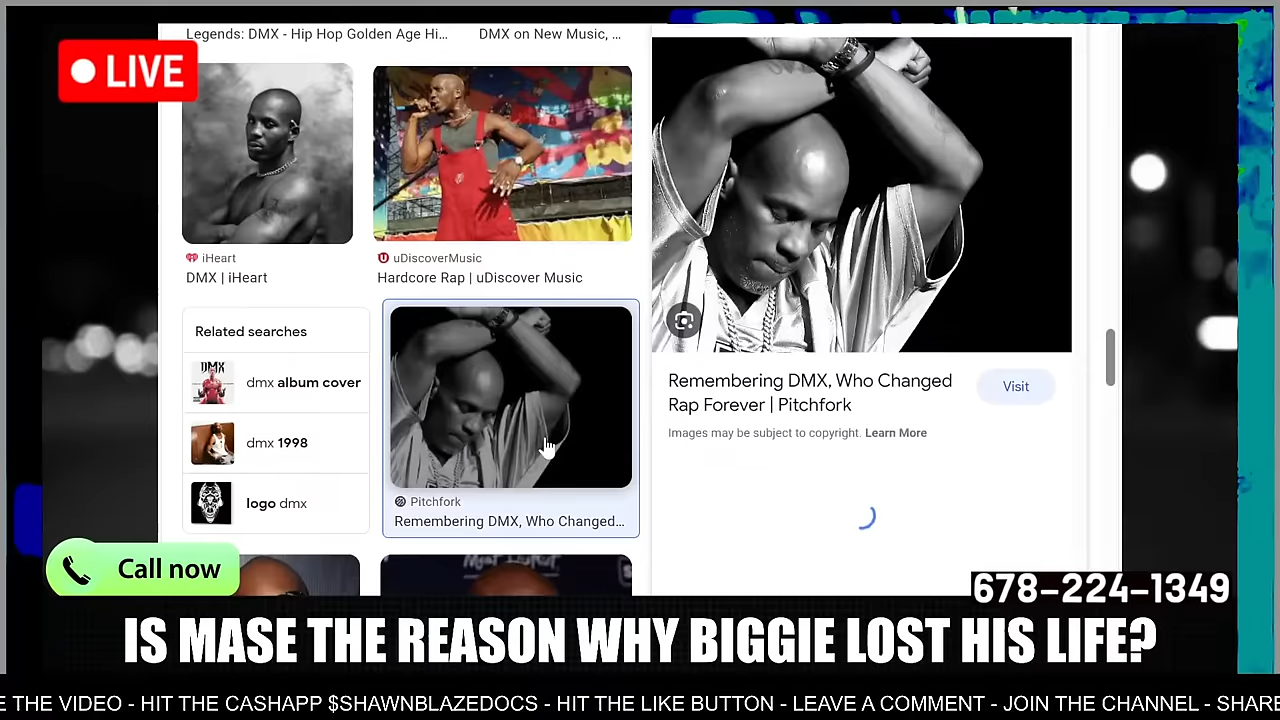 Legends: DMX - Hip Hop Golden Age Hi...
DMX on New Music, ...
LIVE
iHeart
DMX | iHeart
uDiscoverMusic
Hardcore Rap | uDiscover Music
Related searches
DMX
dmx album cover
dmx 1998
logo dmx
Pitchfork
Remembering DMX, Who Changed...
Remembering DMX, Who Changed
Rap Forever | Pitchfork
Visit
Images may be subject to copyright. Learn More
Call now
678-224-1349
IS MASE THE REASON WHY BIGGIE LOST HIS LIFE?
E THE VIDEO - HIT THE CASHAPP $SHAWNBLAZEDOCS - HIT THE LIKE BUTTON - LEAVE A COMMENT - JOIN THE CHANNEL - SHARE